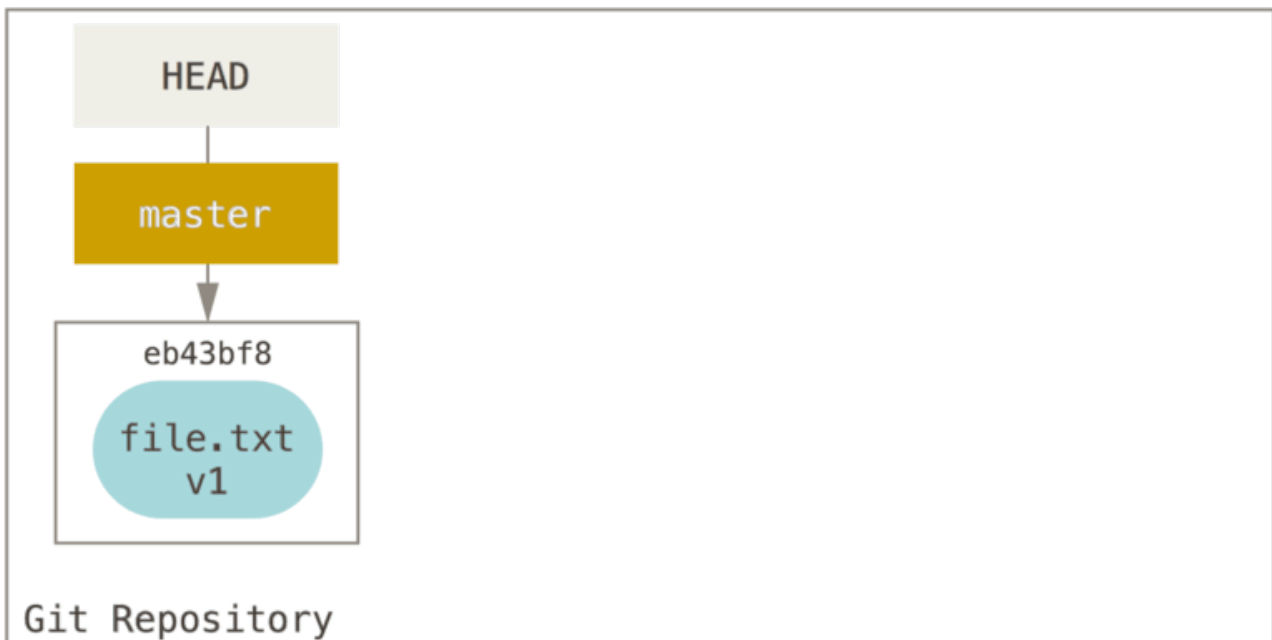 HEAD
master
eb43bf8
file.txt
v1
Git Repository